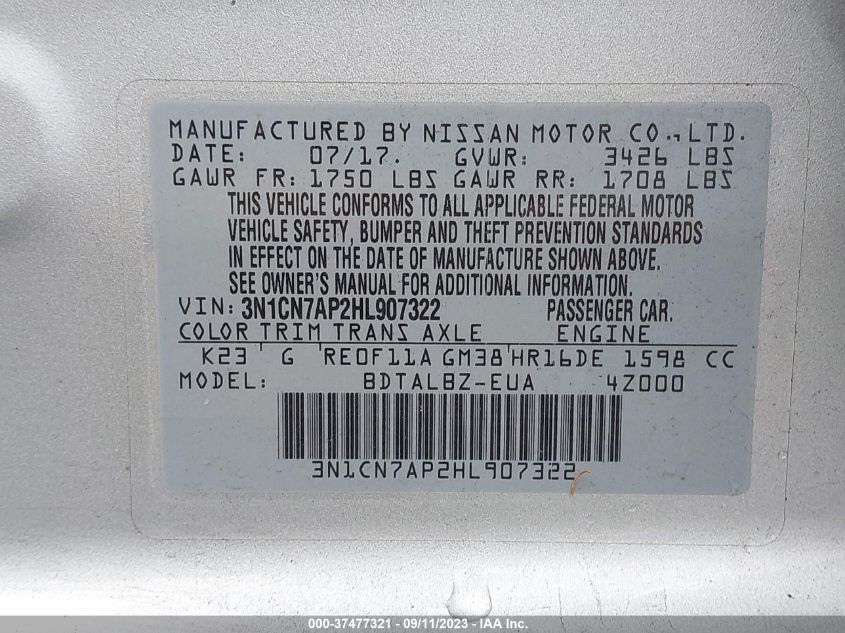 MANUFACTURED BY NISSAN MOTOR CO.,LTD.
DATE: 07/17. GVWR: 3426 LBS
GAWR FR: 1750 LBS GAWR RR: 1708 LBS
THIS VEHICLE CONFORMS TO ALL APPLICABLE FEDERAL MOTOR
VEHICLE SAFETY, BUMPER AND THEFT PREVENTION STANDARDS
IN EFFECT ON THE DATE OF MANUFACTURE SHOWN ABOVE.
SEE OWNER'S MANUAL FOR ADDITIONAL INFORMATION.
VIN: 3N1CN7AP2HL907322 PASSENGER CAR.
COLOR TRIM TRANS AXLE ENGINE
K23 G RE0F11A GM38 HR16DE 1598 CC
MODEL: BDTALBZ-EUA 4Z000
3N1CN7AP2HL907322
000-37477321 - 09/11/2023 - IAA Inc.